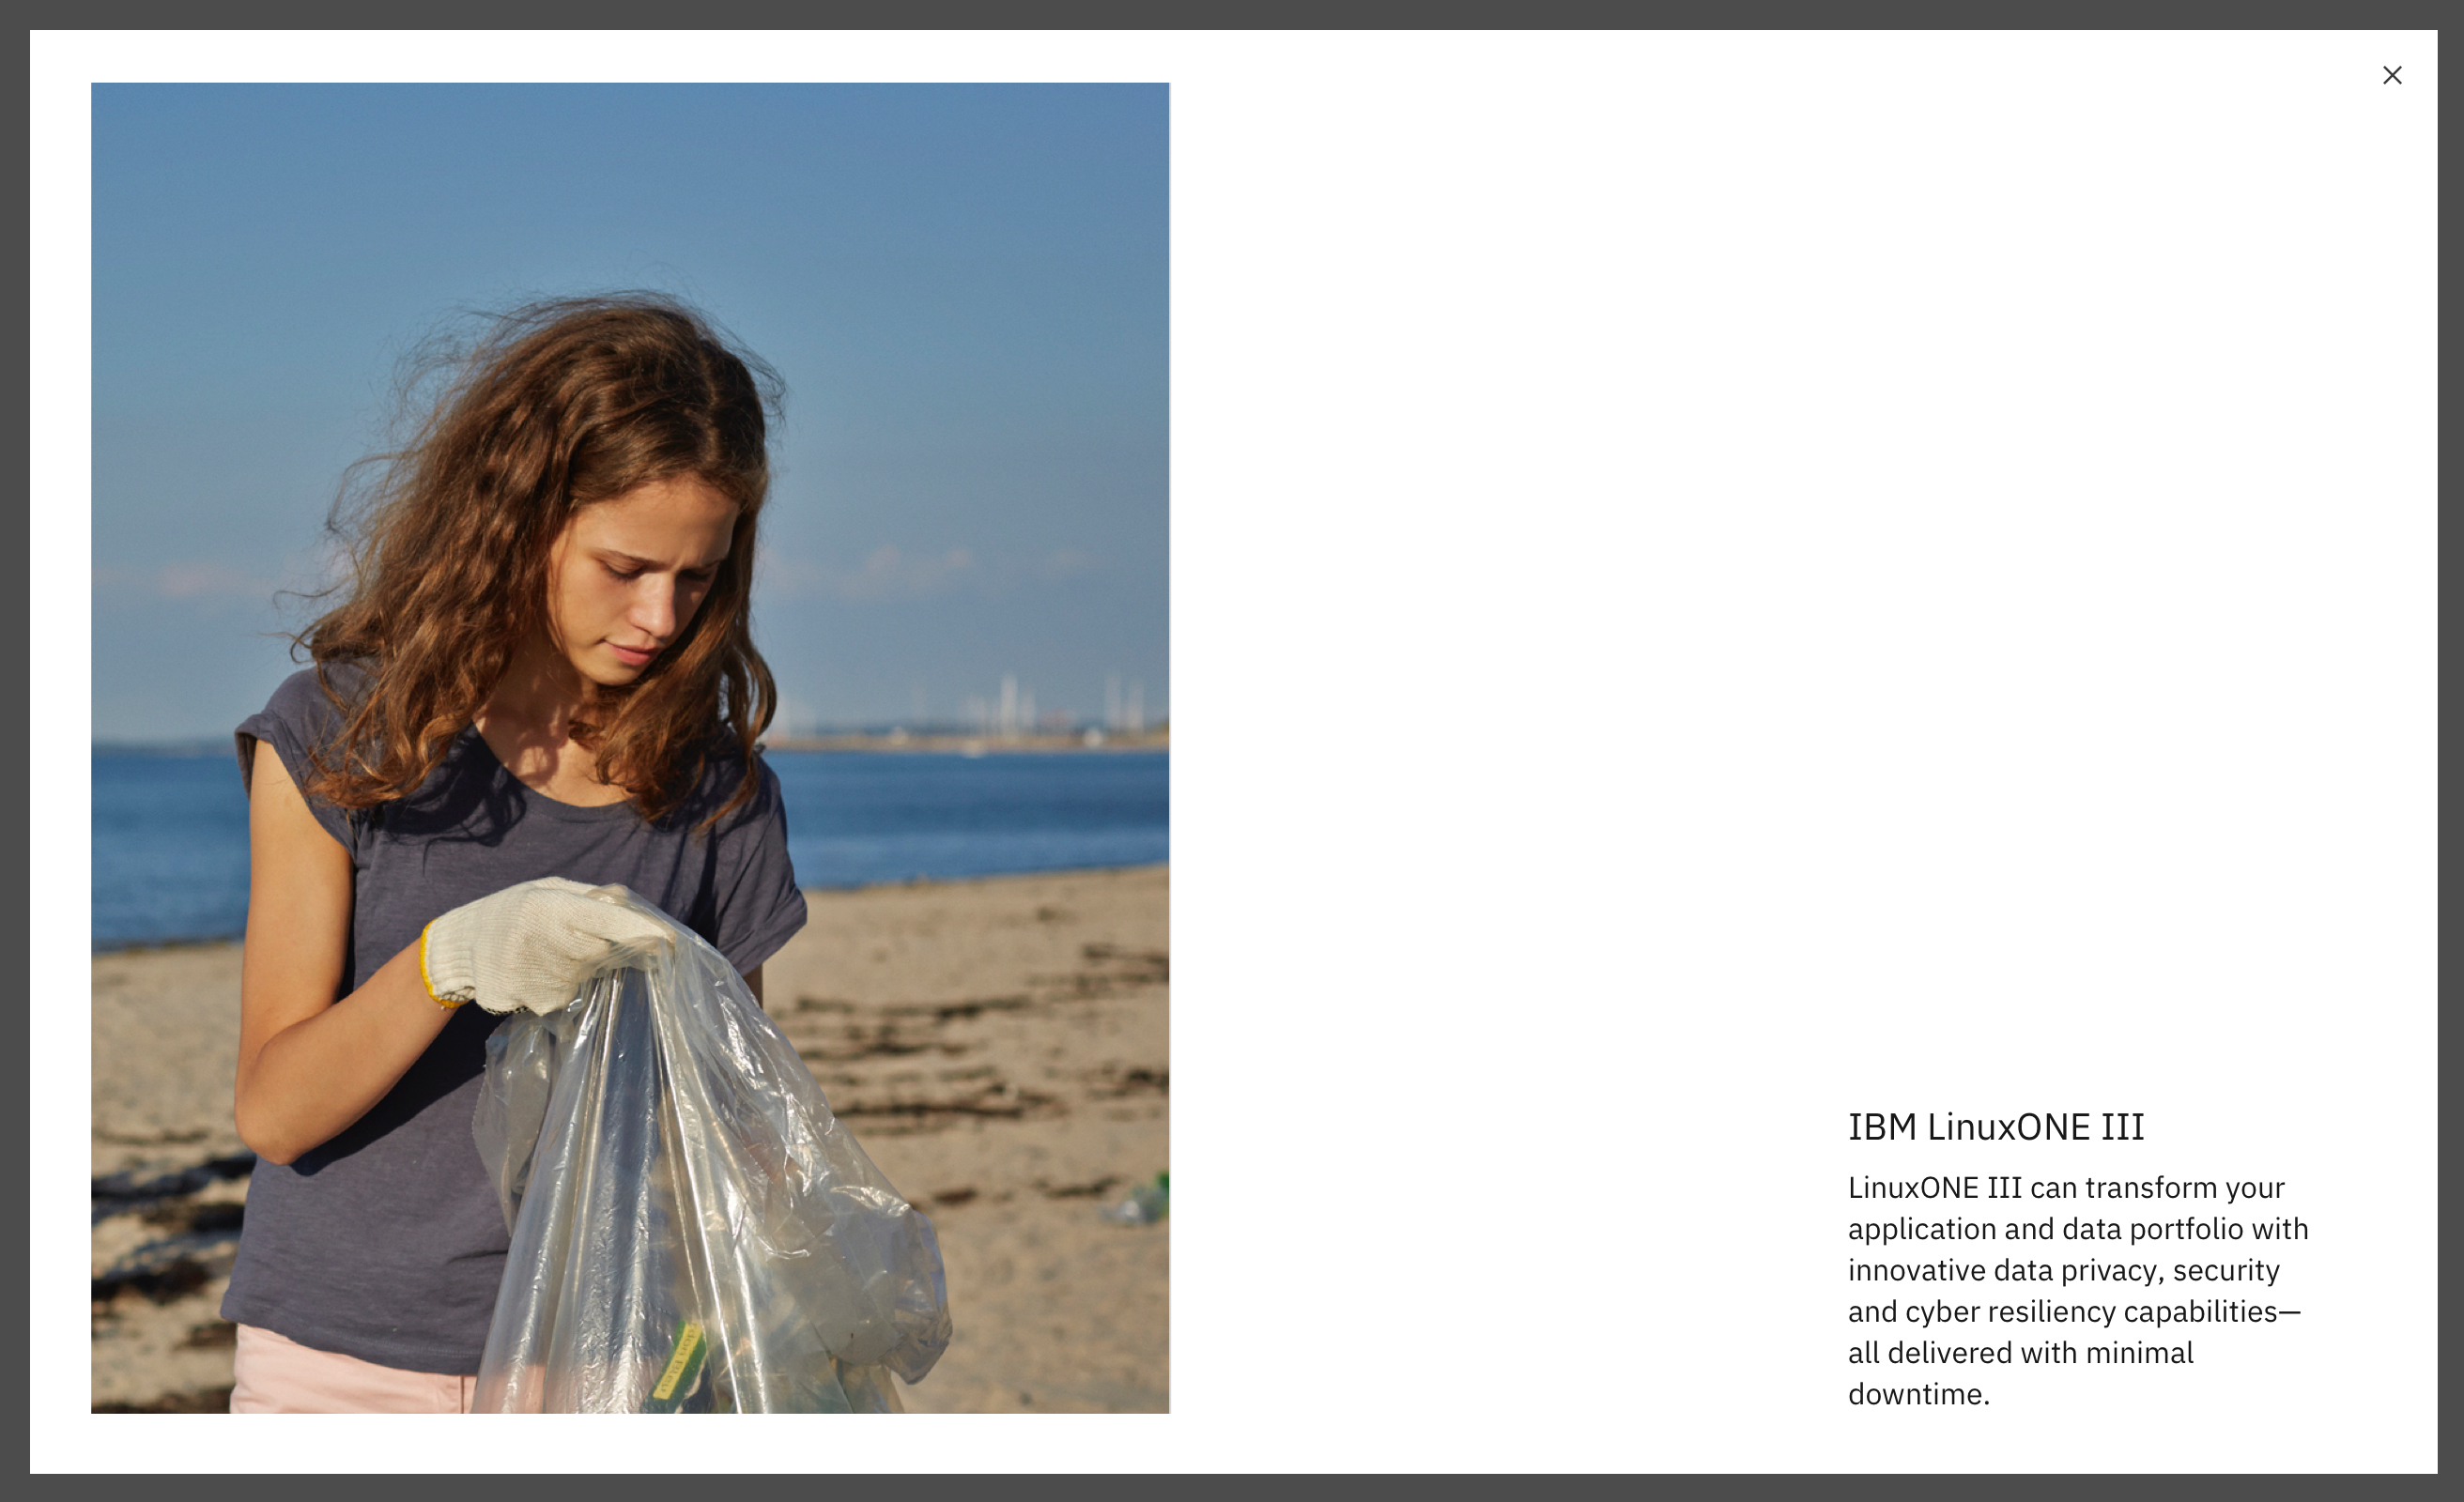 IBM LinuxONE III
LinuxONE III can transform your
application and data portfolio with
innovative data privacy, security
and cyber resiliency capabilities—
all delivered with minimal
downtime.